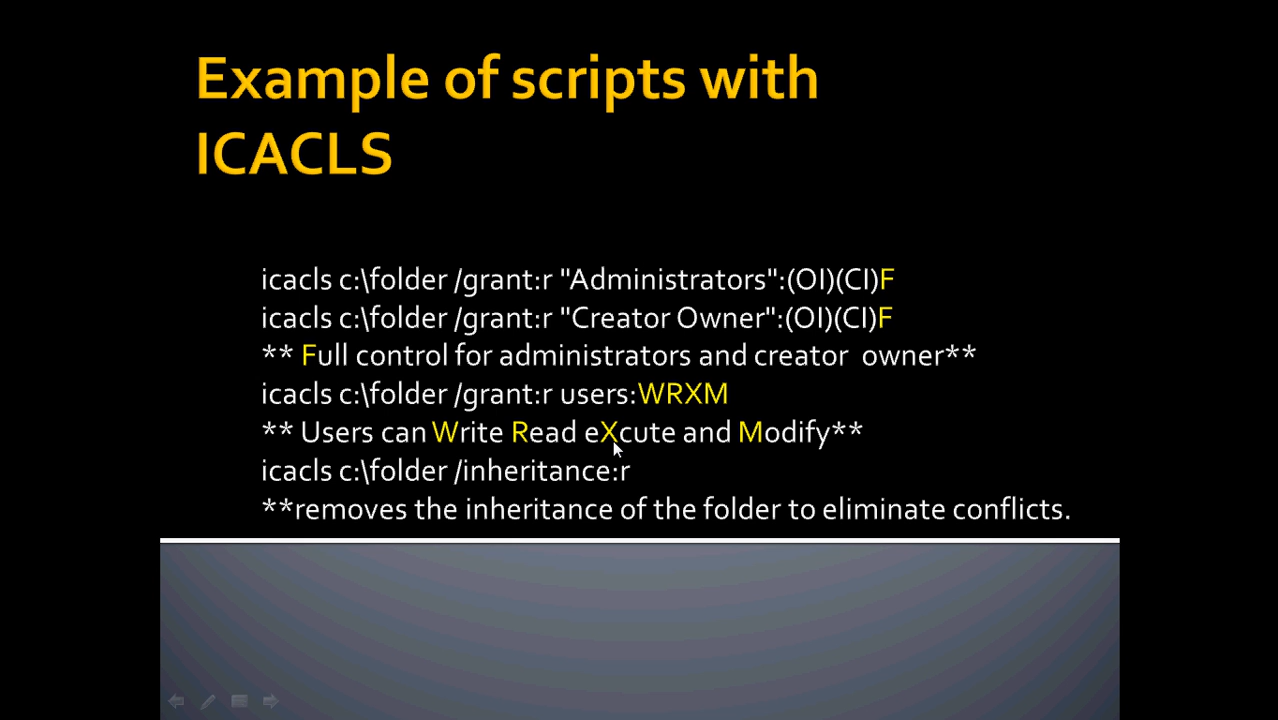 Example of scripts with
ICACLS
icacls c:\folder /grant:r "Administrators":(OI)(CI)F
icacls c:\folder /grant:r "Creator Owner":(OI)(CI)F
** Full control for administrators and creator  owner**
icacls c:\folder /grant:r users:WRXM
** Users can Write Read eXcute and Modify**
icacls c:\folder /inheritance:r
**removes the inheritance of the folder to eliminate conflicts.